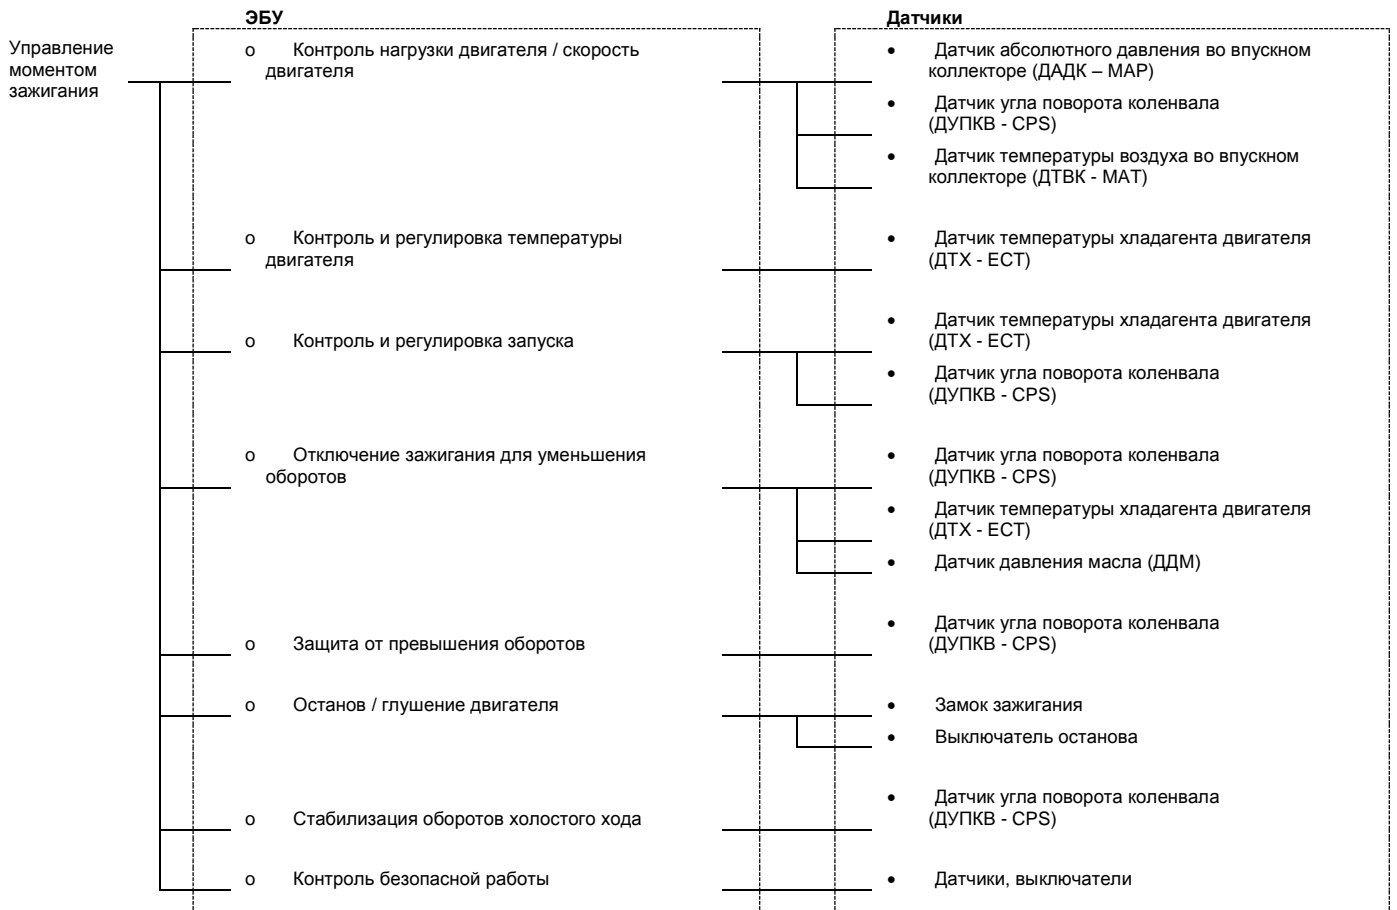 ЭБУ
Датчики
Управление
моментом
зажигания
o Контроль нагрузки двигателя / скорость
двигателя
• Датчик абсолютного давления во впускном
коллекторе (ДАДК – MAP)
• Датчик угла поворота коленвала
(ДУПКВ - CPS)
• Датчик температуры воздуха во впускном
коллекторе (ДТВК - MAT)
o Контроль и регулировка температуры
двигателя
• Датчик температуры хладагента двигателя
(ДТХ - ECT)
o Контроль и регулировка запуска
• Датчик температуры хладагента двигателя
(ДТХ - ECT)
• Датчик угла поворота коленвала
(ДУПКВ - CPS)
o Отключение зажигания для уменьшения
оборотов
• Датчик угла поворота коленвала
(ДУПКВ - CPS)
• Датчик температуры хладагента двигателя
(ДТХ - ECT)
• Датчик давления масла (ДДМ)
o Защита от превышения оборотов
• Датчик угла поворота коленвала
(ДУПКВ - CPS)
o Останов / глушение двигателя
• Замок зажигания
• Выключатель останова
o Стабилизация оборотов холостого хода
• Датчик угла поворота коленвала
(ДУПКВ - CPS)
o Контроль безопасной работы
• Датчики, выключатели